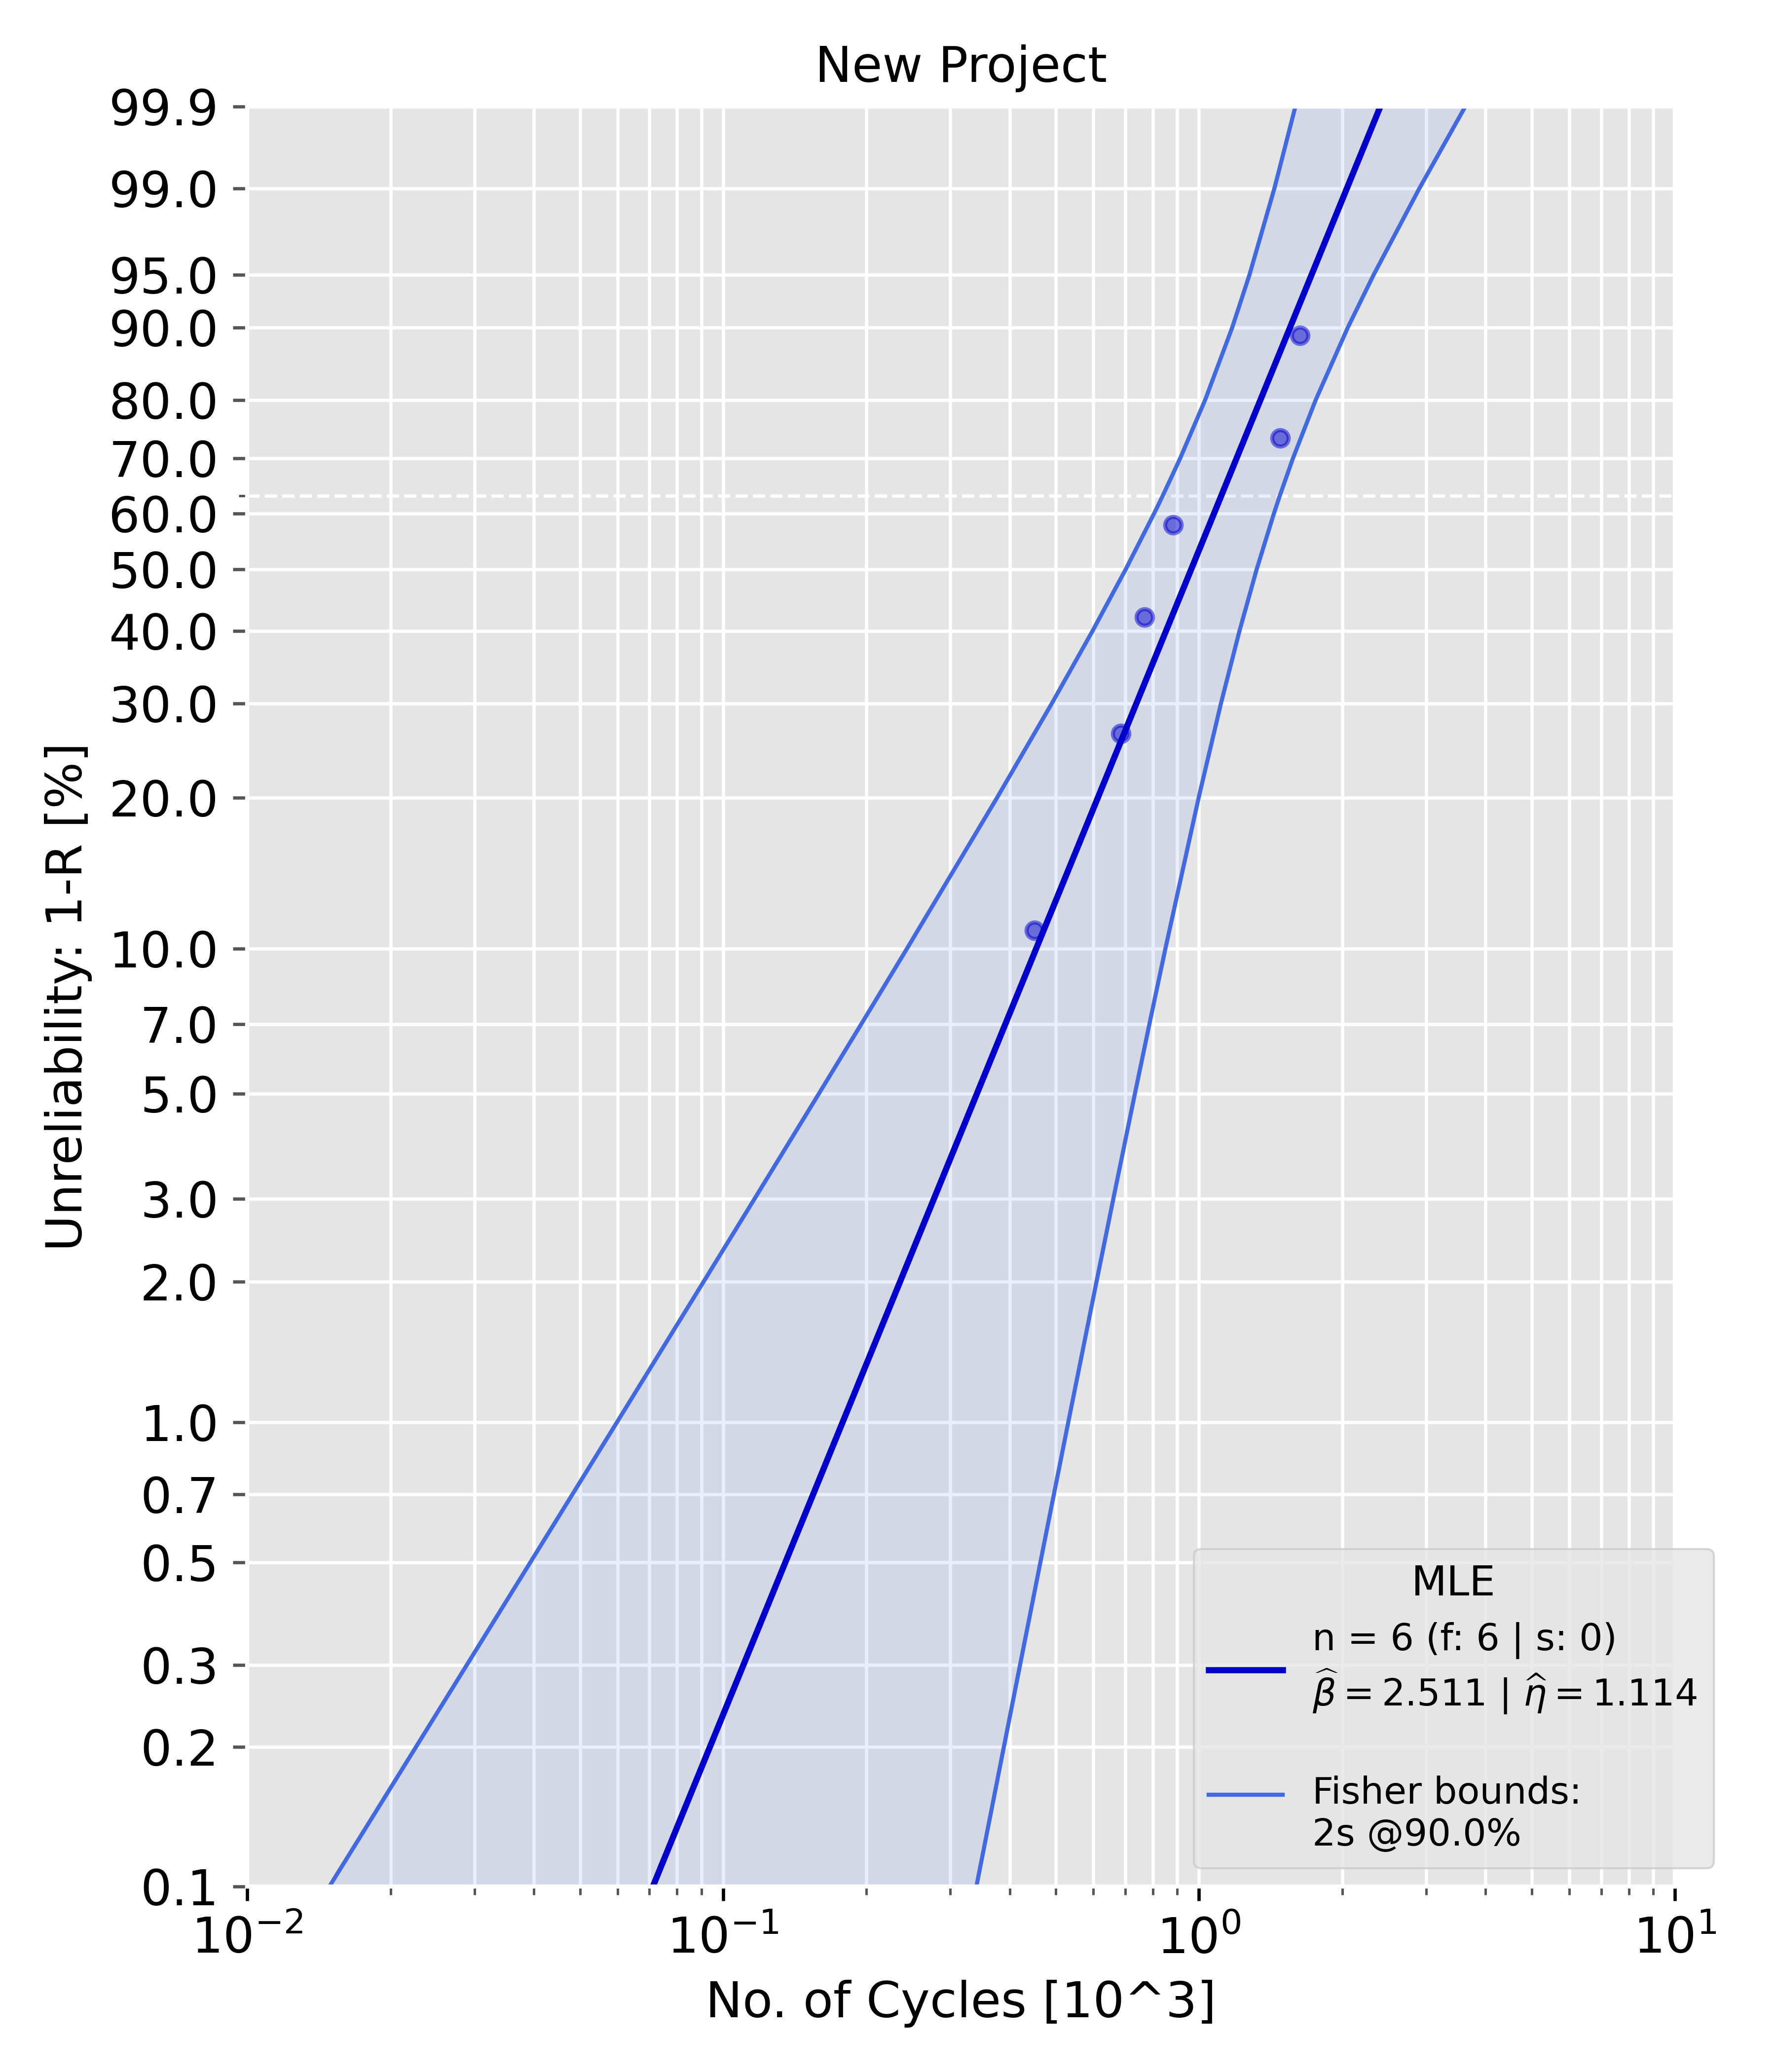 New Project
99.9
99.0
95.0
90.0
80.0
70.0
60.0
50.0
40.0
30.0
20.0
10.0
7.0
5.0
3.0
2.0
1.0
0.7
0.5
0.3
0.2
0.1
Unreliability: 1-R [%]
10⁻² 10⁻¹ 10⁰ 10¹
No. of Cycles [10^3]
MLE
n = 6 (f: 6 | s: 0)
β̂ = 2.511 | η̂ = 1.114
Fisher bounds:
2s @90.0%